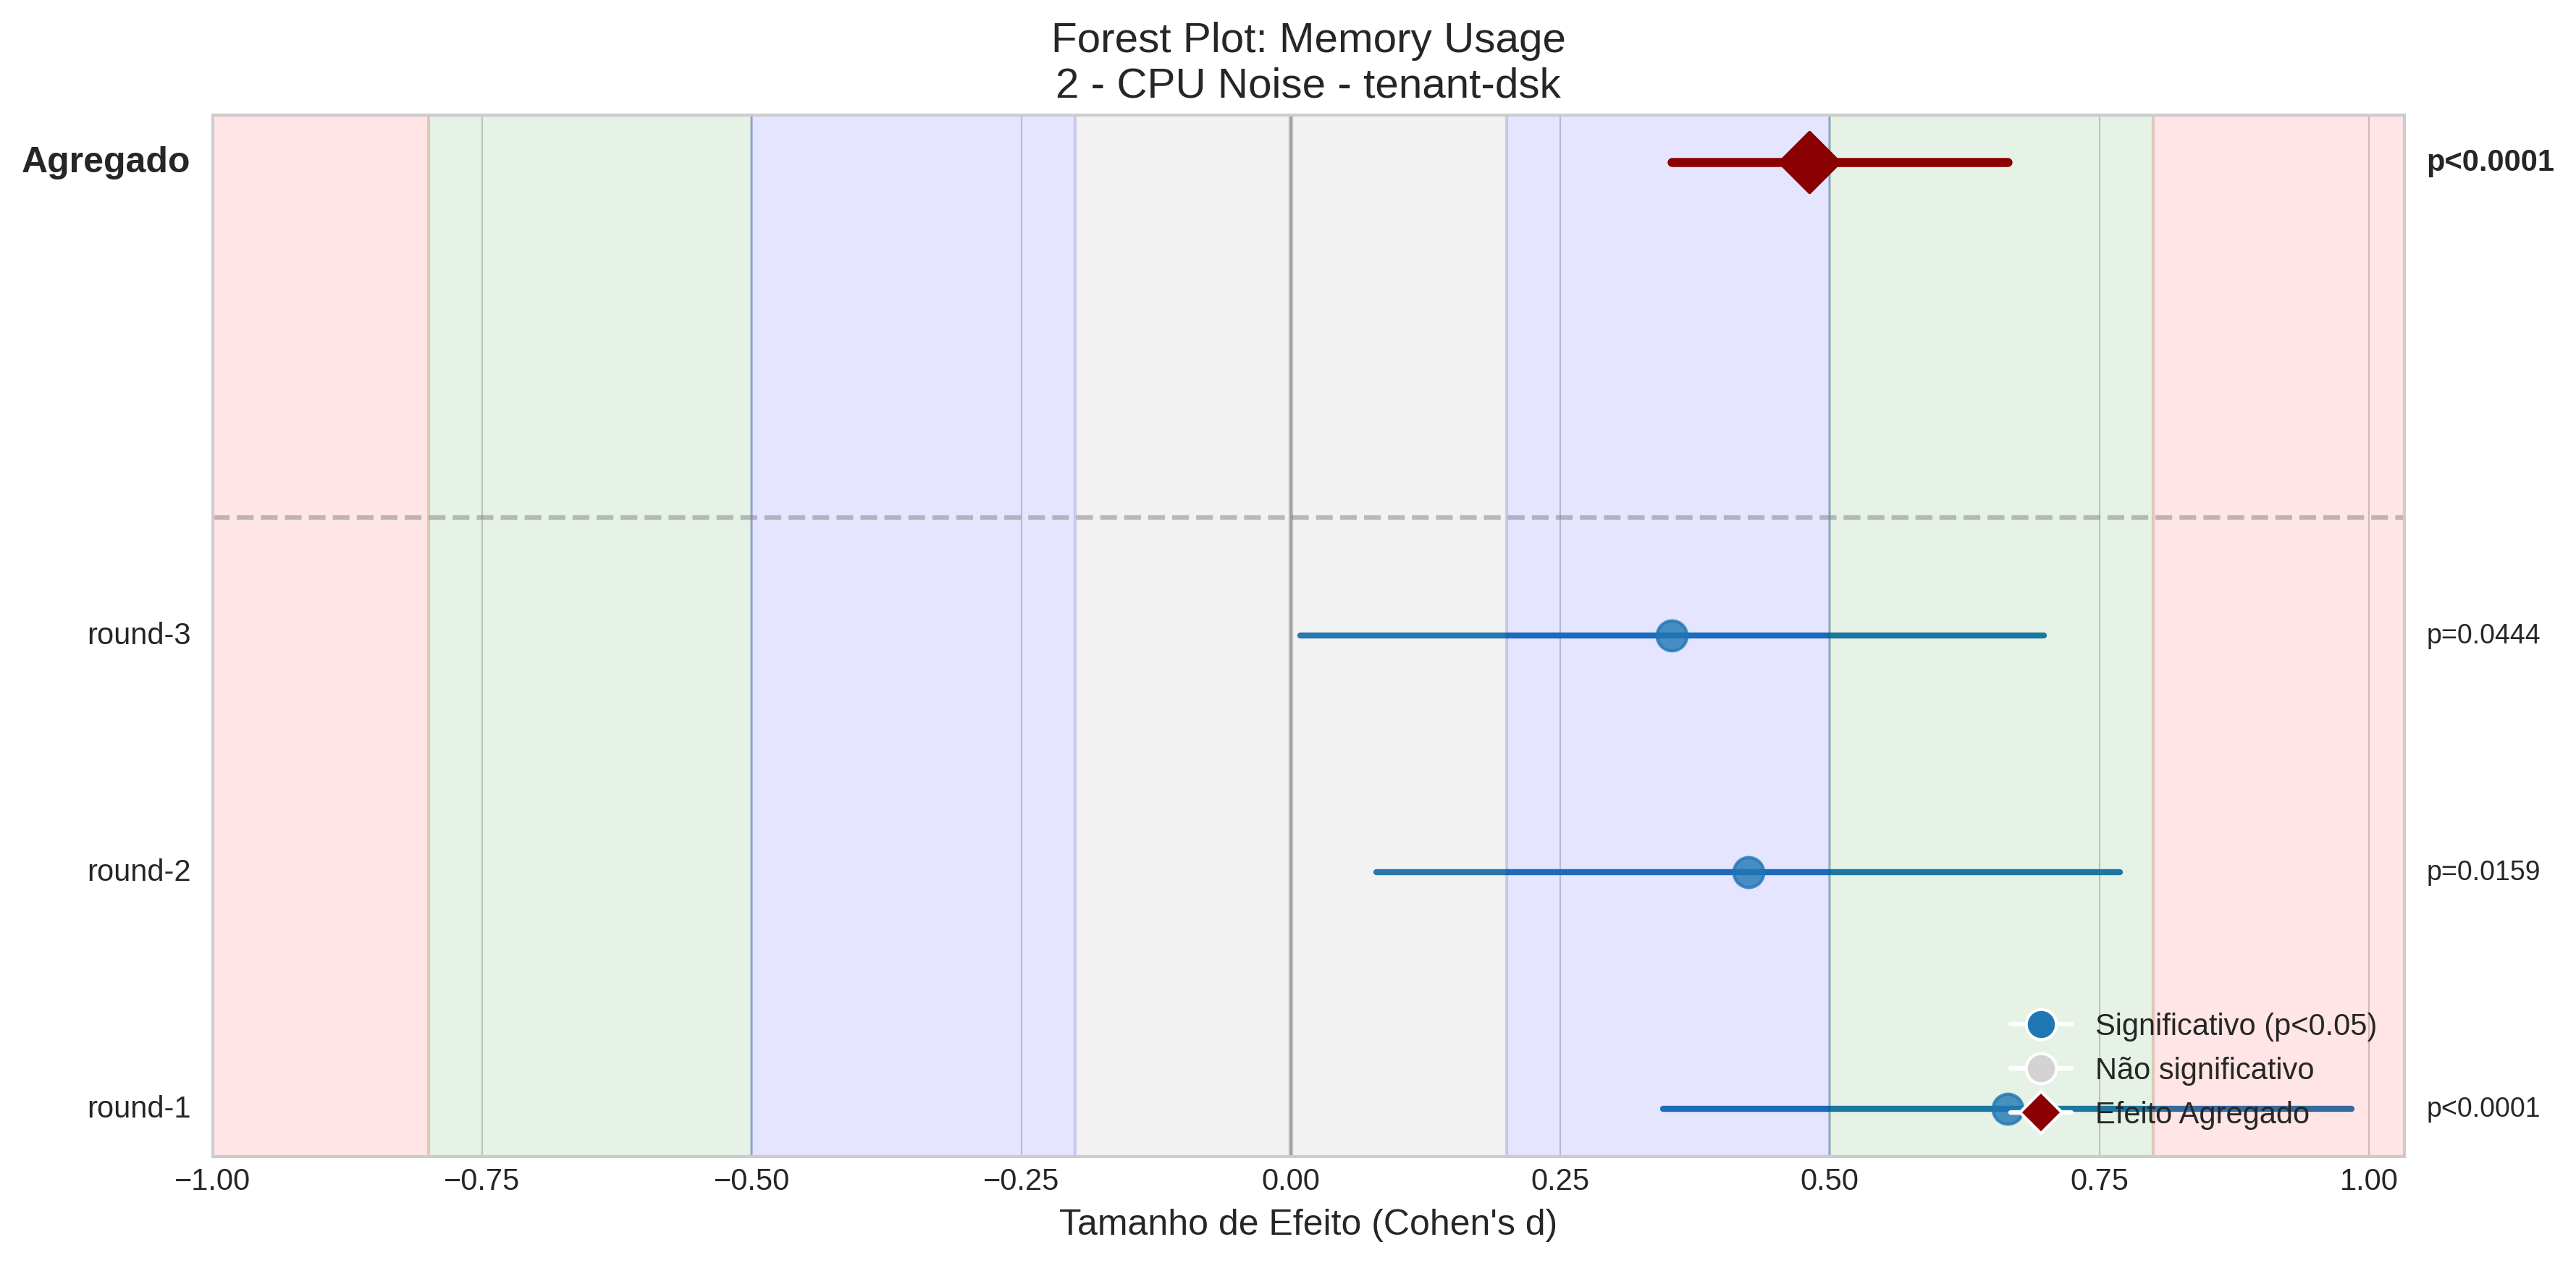 Forest Plot: Memory Usage
2 - CPU Noise - tenant-dsk
Agregado
p<0.0001
round-3
p=0.0444
round-2
p=0.0159
Significativo (p<0.05)
Não significativo
Efeito Agregado
round-1
p<0.0001
−1.00 −0.75 −0.50 −0.25 0.00 0.25 0.50 0.75 1.00
Tamanho de Efeito (Cohen's d)